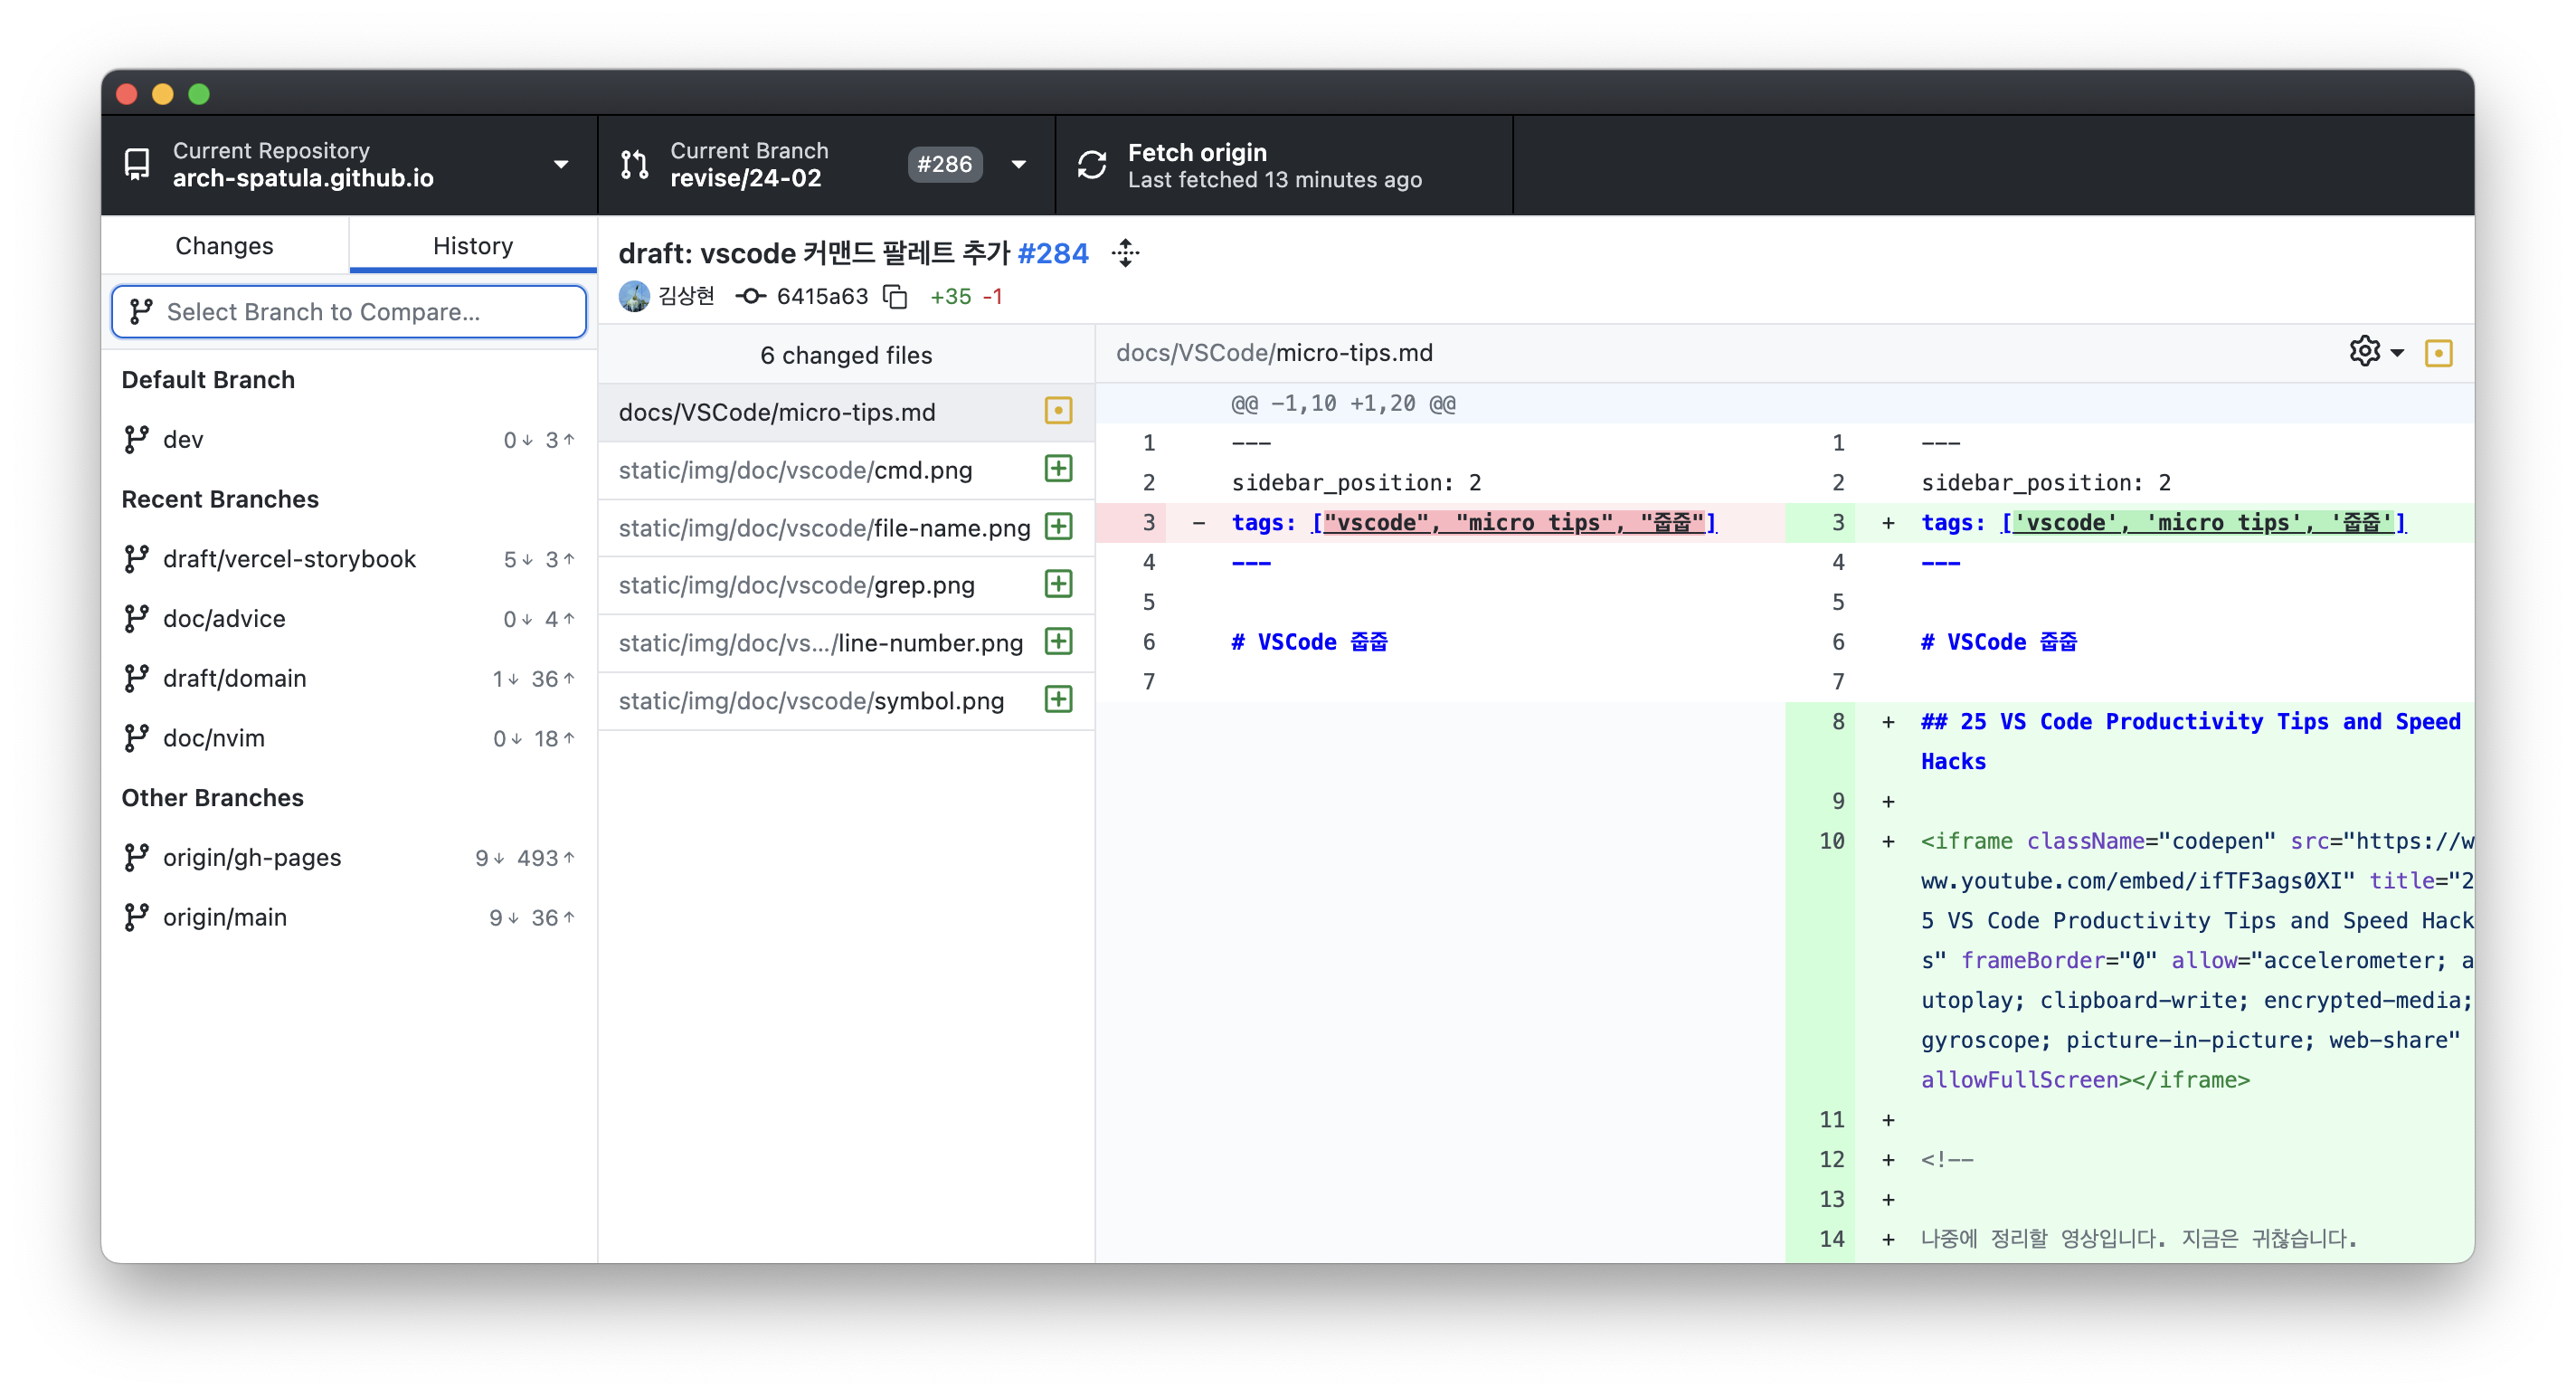 Current Repository
arch-spatula.github.io
Current Branch
revise/24-02
#286
Fetch origin
Last fetched 13 minutes ago
Changes
History
Select Branch to Compare...
Default Branch
dev 0↓ 3↑
Recent Branches
draft/vercel-storybook 5↓ 3↑
doc/advice 0↓ 4↑
draft/domain 1↓ 36↑
doc/nvim 0↓ 18↑
Other Branches
origin/gh-pages 9↓ 493↑
origin/main 9↓ 36↑
draft: vscode 커맨드 팔레트 추가 #284
김상현 6415a63 +35 -1
6 changed files
docs/VSCode/micro-tips.md
static/img/doc/vscode/cmd.png
static/img/doc/vscode/file-name.png
static/img/doc/vscode/grep.png
static/img/doc/vs.../line-number.png
static/img/doc/vscode/symbol.png
docs/VSCode/micro-tips.md
@@ -1,10 +1,20 @@
1 ---
2 sidebar_position: 2
3 - tags: ["vscode", "micro tips", "줍줍"]
4 ---
5
6 # VSCode 줍줍
7
1 ---
2 sidebar_position: 2
3 + tags: ['vscode', 'micro tips', '줍줍']
4 ---
5
6 # VSCode 줍줍
7
8 + ## 25 VS Code Productivity Tips and Speed
Hacks
9 +
10 + <iframe className="codepen" src="https://w
ww.youtube.com/embed/ifTF3ags0XI" title="2
5 VS Code Productivity Tips and Speed Hack
s" frameBorder="0" allow="accelerometer; a
utoplay; clipboard-write; encrypted-media;
gyroscope; picture-in-picture; web-share"
allowFullScreen></iframe>
11 +
12 + <!--
13 +
14 + 나중에 정리할 영상입니다. 지금은 귀찮습니다.